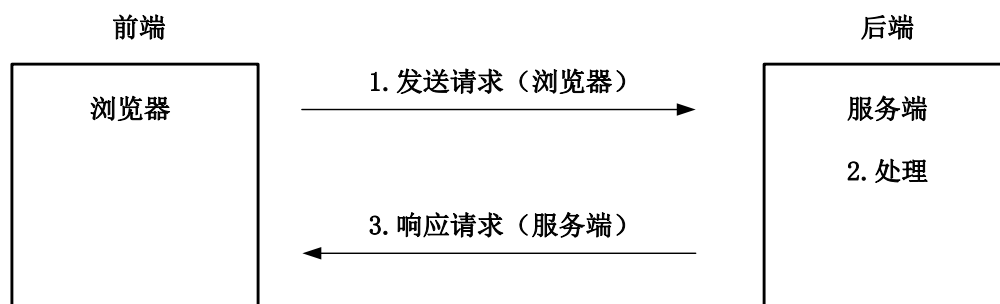 前端
后端
1.发送请求（浏览器）
浏览器
服务端
2.处理
3.响应请求（服务端）